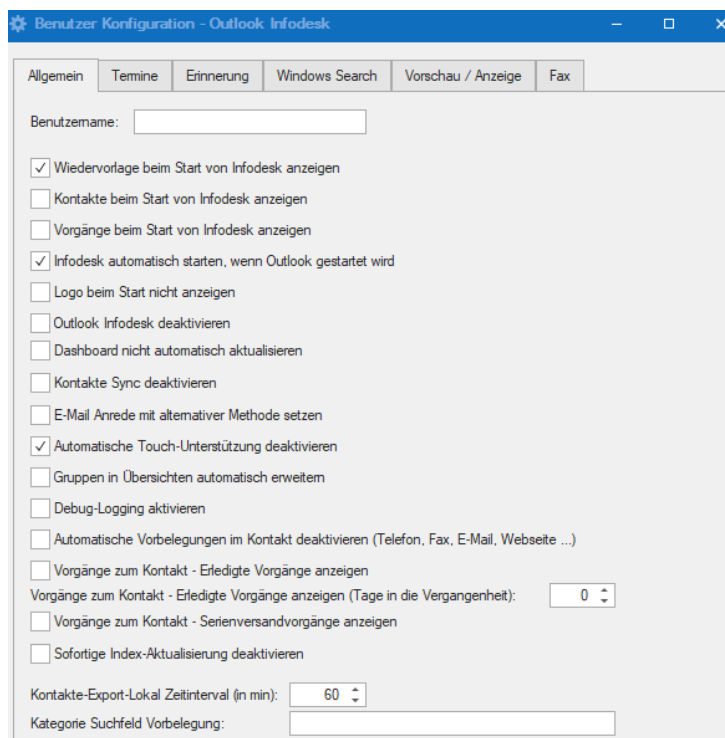 Benutzer Konfiguration - Outlook Infodesk
Allgemein Termine Erinnerung Windows Search Vorschau / Anzeige Fax
Benutzername:
Wiedervorlage beim Start von Infodesk anzeigen
Kontakte beim Start von Infodesk anzeigen
Vorgänge beim Start von Infodesk anzeigen
Infodesk automatisch starten, wenn Outlook gestartet wird
Logo beim Start nicht anzeigen
Outlook Infodesk deaktivieren
Dashboard nicht automatisch aktualisieren
Kontakte Sync deaktivieren
E-Mail Anrede mit alternativer Methode setzen
Automatische Touch-Unterstützung deaktivieren
Gruppen in Übersichten automatisch erweitern
Debug-Logging aktivieren
Automatische Vorbelegungen im Kontakt deaktivieren (Telefon, Fax, E-Mail, Webseite ...)
Vorgänge zum Kontakt - Erledigte Vorgänge anzeigen
Vorgänge zum Kontakt - Erledigte Vorgänge anzeigen (Tage in die Vergangenheit): 0
Vorgänge zum Kontakt - Serienversandvorgänge anzeigen
Sofortige Index-Aktualisierung deaktivieren
Kontakte-Export-Lokal Zeitinterval (in min): 60
Kategorie Suchfeld Vorbelegung: